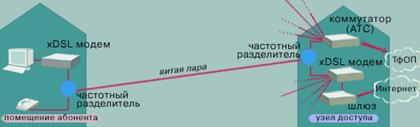 xDSL модем
частотный
разделитель
помещение абонента
витая пара
коммутатор
(АТС)
частотный
разделитель
xDSL модем
ТфОП
Интернет
шлюз
узел доступа